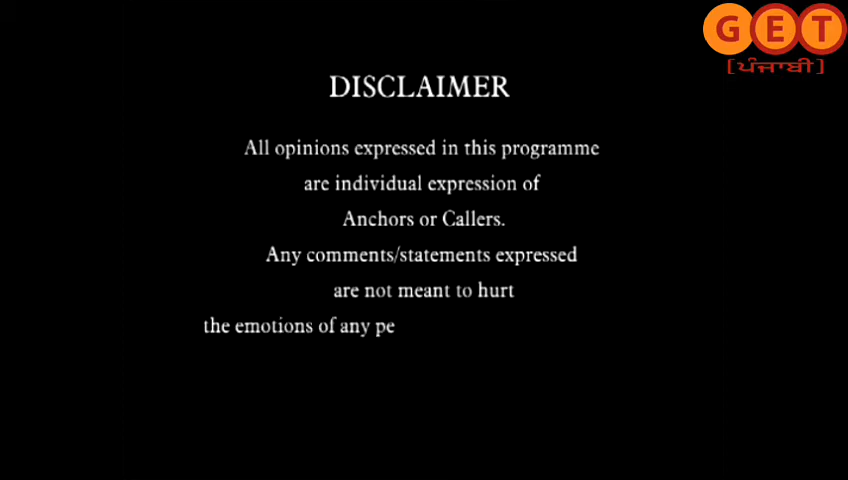 GET
[ਪੰਜਾਬੀ]
DISCLAIMER
All opinions expressed in this programme
are individual expression of
Anchors or Callers.
Any comments/statements expressed
are not meant to hurt
the emotions of any pe